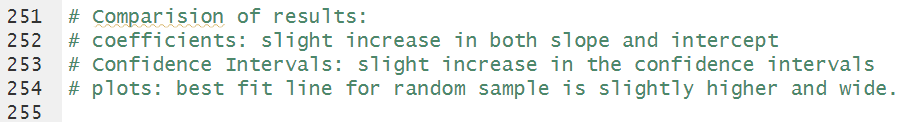 251 # Comparision of results:
252 # coefficients: slight increase in both slope and intercept
253 # Confidence Intervals: slight increase in the confidence intervals
254 # plots: best fit line for random sample is slightly higher and wide.
255